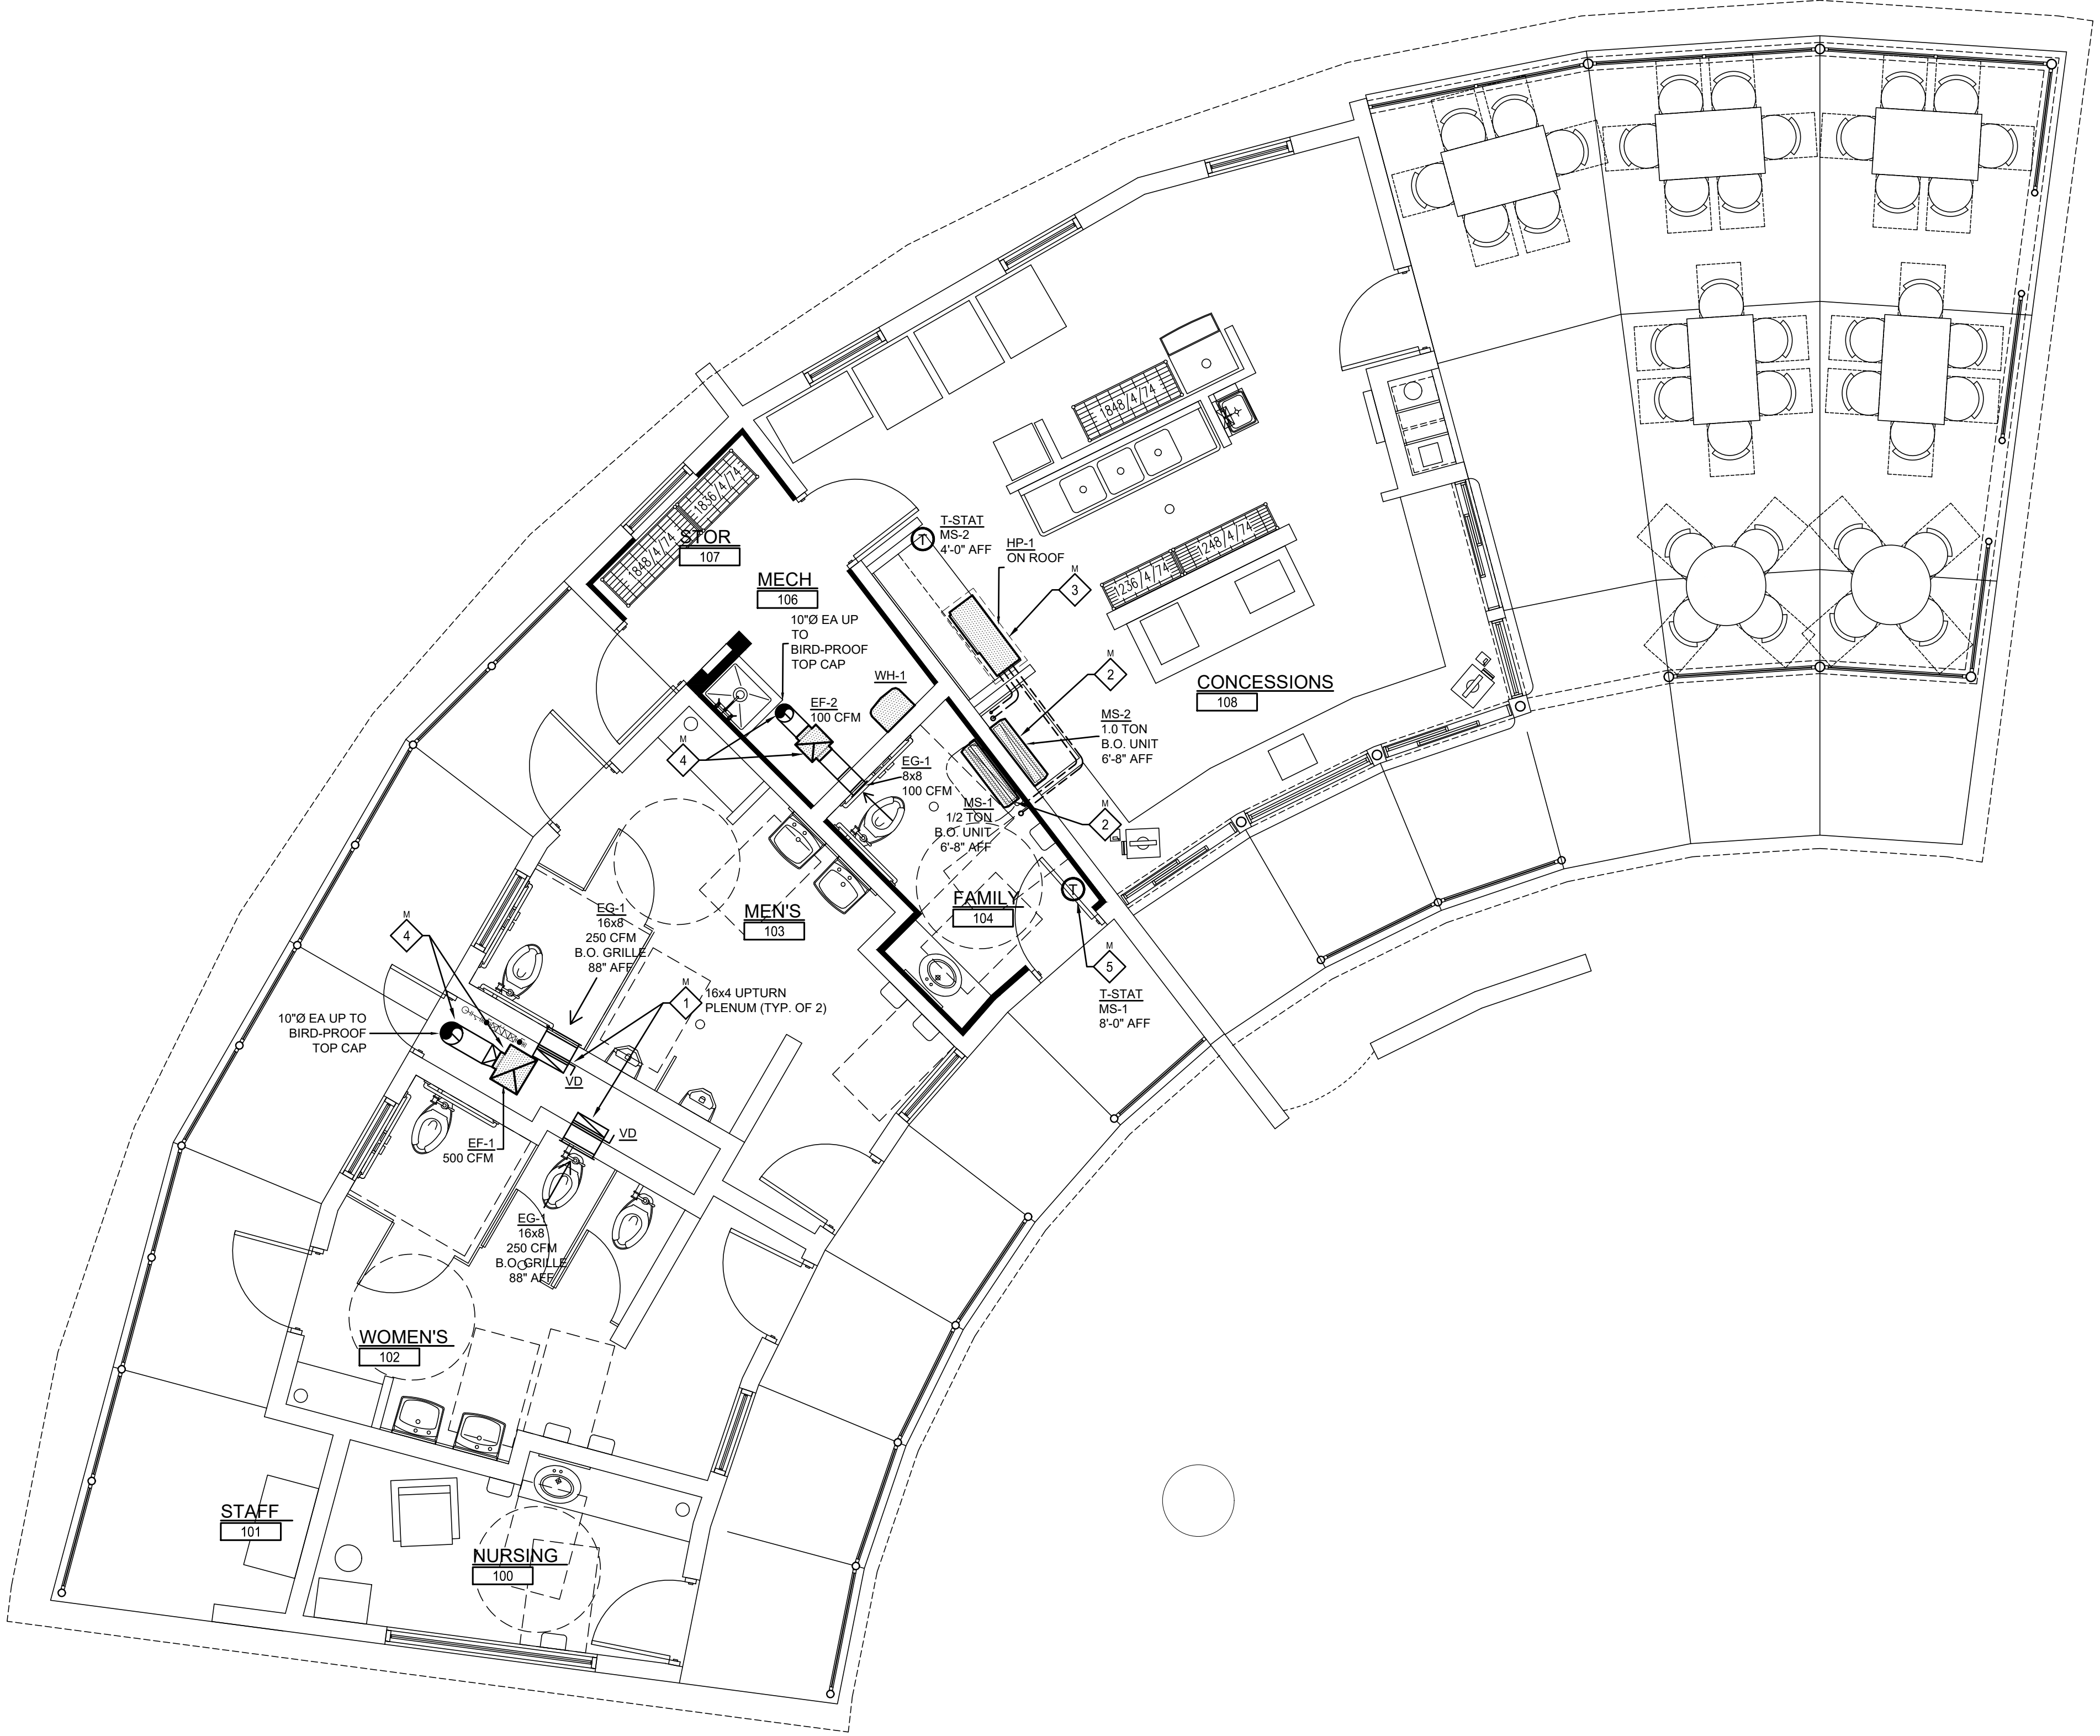 1848/4/74
1836/4/74
1848/4/74
STOR
107
T-STAT
MS-2
4'-0" AFF
HP-1
ON ROOF
1236/4/74
1248/4/74
M
3
MECH
106
10"Ø EA UP
TO
BIRD-PROOF
TOP CAP
WH-1
EF-2
100 CFM
M
4
M
2
CONCESSIONS
108
MS-2
1.0 TON
B.O. UNIT
6'-8" AFF
EG-1
8x8
100 CFM
MS-1
1/2 TON
B.O. UNIT
6'-8" AFF
M
2
T
T
FAMILY
104
MEN'S
103
EG-1
16x8
250 CFM
B.O. GRILLE
88" AFF
M
4
M
5
T-STAT
MS-1
8'-0" AFF
M
1
16x4 UPTURN
PLENUM (TYP. OF 2)
10"Ø EA UP TO
BIRD-PROOF
TOP CAP
VD
VD
EF-1
500 CFM
EG-1
16x8
250 CFM
B.O. GRILLE
88" AFF
WOMEN'S
102
STAFF
101
NURSING
100